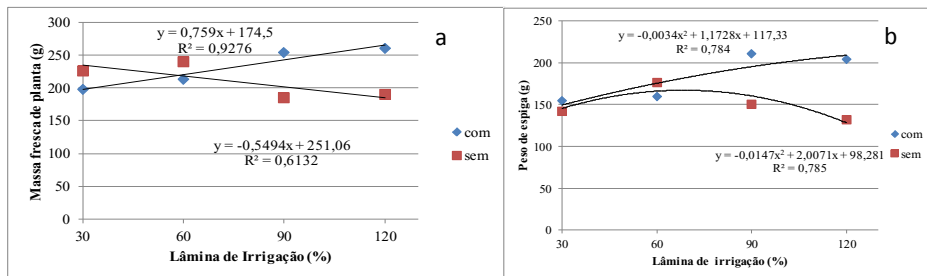 a
y = 0,759x + 174,5
R² = 0,9276
y = -0,5494x + 251,06
R² = 0,6132
Massa fresca de planta (g)
300
250
200
150
100
50
0
30 60 90 120
Lâmina de Irrigação (%)
com
sem
b
y = -0,0034x² + 1,1728x + 117,33
R² = 0,784
y = -0,0147x² + 2,0071x + 98,281
R² = 0,785
Peso de espiga (g)
250
200
150
100
50
0
30 60 90 120
Lâmina de irrigação (%)
com
sem